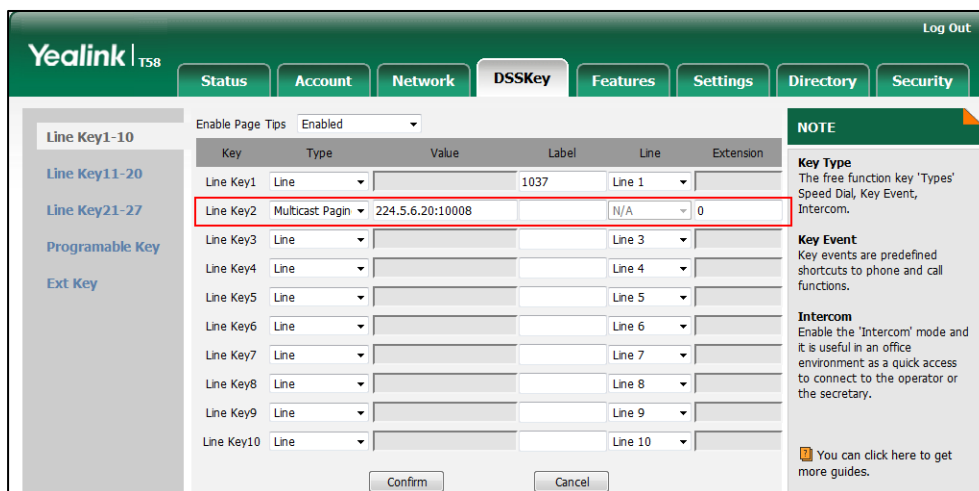 Log Out
Yealink T58
Status Account Network DSSKey Features Settings Directory Security
Line Key1-10
Line Key11-20
Line Key21-27
Programable Key
Ext Key
Enable Page Tips Enabled
Key Type Value Label Line Extension
Line Key1 Line 1037 Line 1
Line Key2 Multicast Pagin 224.5.6.20:10008 N/A 0
Line Key3 Line Line 3
Line Key4 Line Line 4
Line Key5 Line Line 5
Line Key6 Line Line 6
Line Key7 Line Line 7
Line Key8 Line Line 8
Line Key9 Line Line 9
Line Key10 Line Line 10
Confirm Cancel
NOTE
Key Type
The free function key 'Types'
Speed Dial, Key Event,
Intercom.
Key Event
Key events are predefined
shortcuts to phone and call
functions.
Intercom
Enable the 'Intercom' mode and
it is useful in an office
environment as a quick access
to connect to the operator or
the secretary.
You can click here to get
more guides.